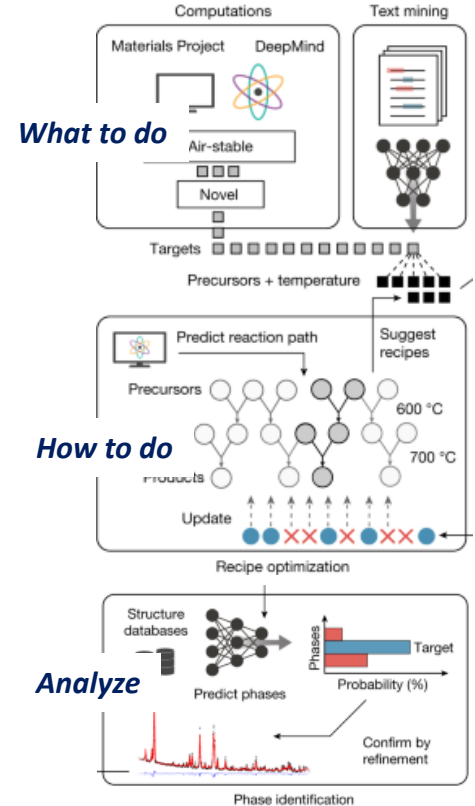 Computations
Text mining
Materials Project
DeepMind
What to do
Air-stable
Novel
Targets
Precursors + temperature
Predict reaction path
Suggest
recipes
Precursors
600 °C
How to do
700 °C
Products
Update
Recipe optimization
Structure
databases
Phases
Target
Analyze
Predict phases
Probability (%)
Confirm by
refinement
Phase identification